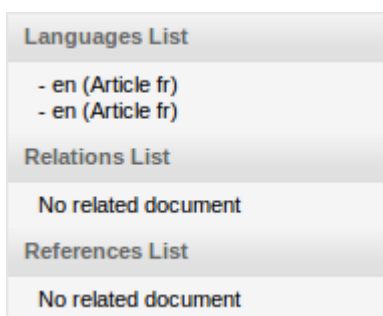 Languages List
- en (Article fr)
- en (Article fr)
Relations List
No related document
References List
No related document